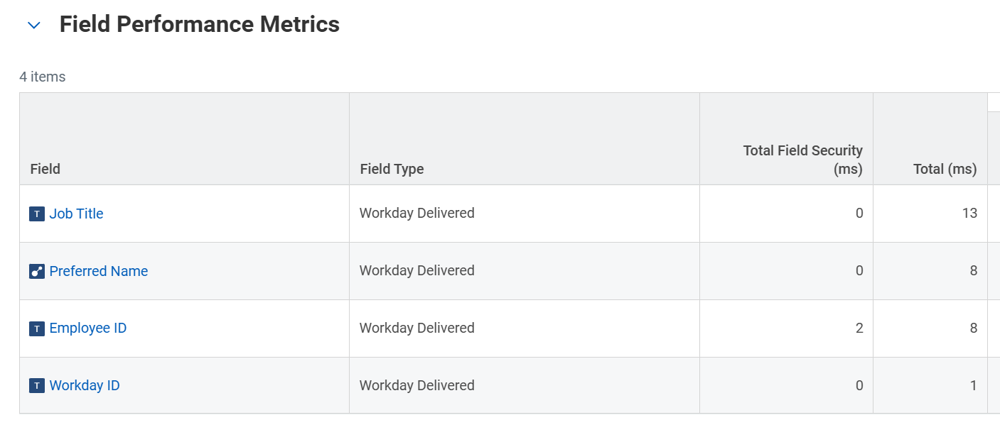 Field Performance Metrics
4 items
Field
Field Type
Total Field Security
(ms)
Total (ms)
T Job Title
Workday Delivered
0
13
Preferred Name
Workday Delivered
0
8
T Employee ID
Workday Delivered
2
8
T Workday ID
Workday Delivered
0
1